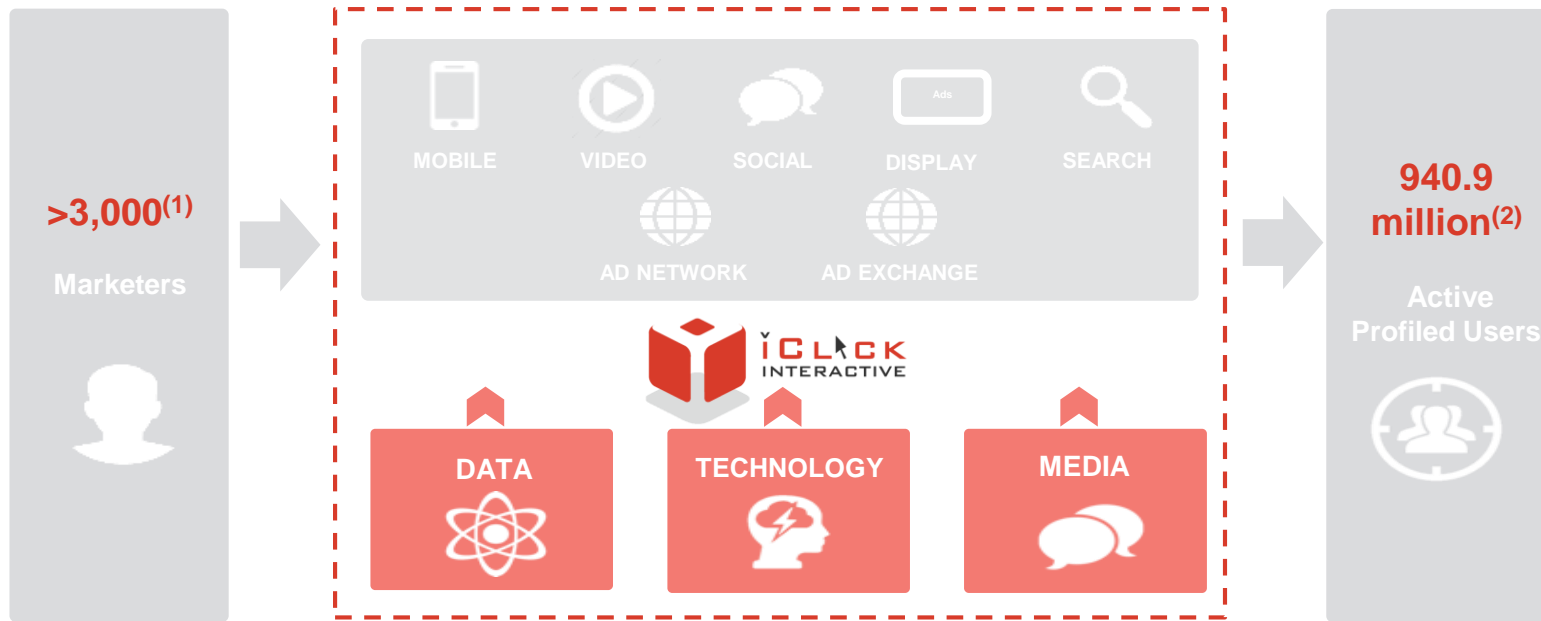 >3,000(1)
Marketers
Ads
MOBILE VIDEO SOCIAL DISPLAY SEARCH
AD NETWORK AD EXCHANGE
iCLICK
INTERACTIVE
DATA TECHNOLOGY MEDIA
940.9
million(2)
Active
Profiled Users